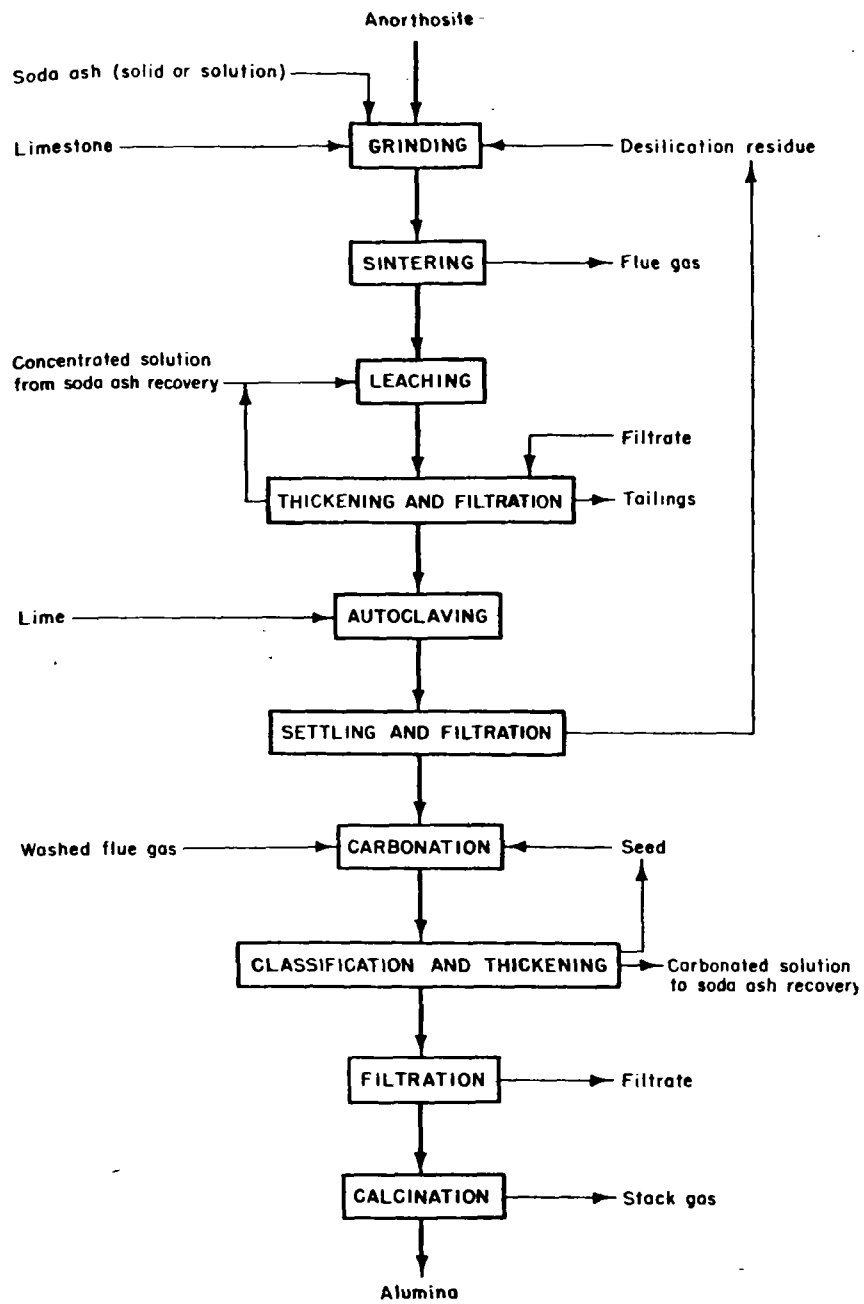 Anorthosite
Soda ash (solid or solution)
Limestone
GRINDING
Desilication residue
SINTERING
Flue gas
Concentrated solution
from soda ash recovery
LEACHING
Filtrate
THICKENING AND FILTRATION
Tailings
Lime
AUTOCLAVING
SETTLING AND FILTRATION
Washed flue gas
CARBONATION
Seed
CLASSIFICATION AND THICKENING
Carbonated solution
to soda ash recovery
FILTRATION
Filtrate
CALCINATION
Stack gas
Alumina